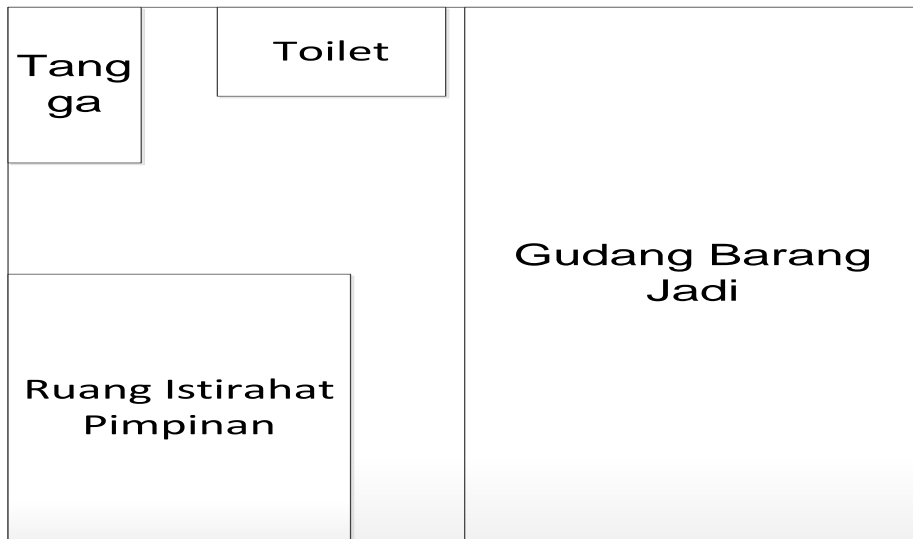 Tang
ga
Toilet
Gudang Barang
Jadi
Ruang Istirahat
Pimpinan